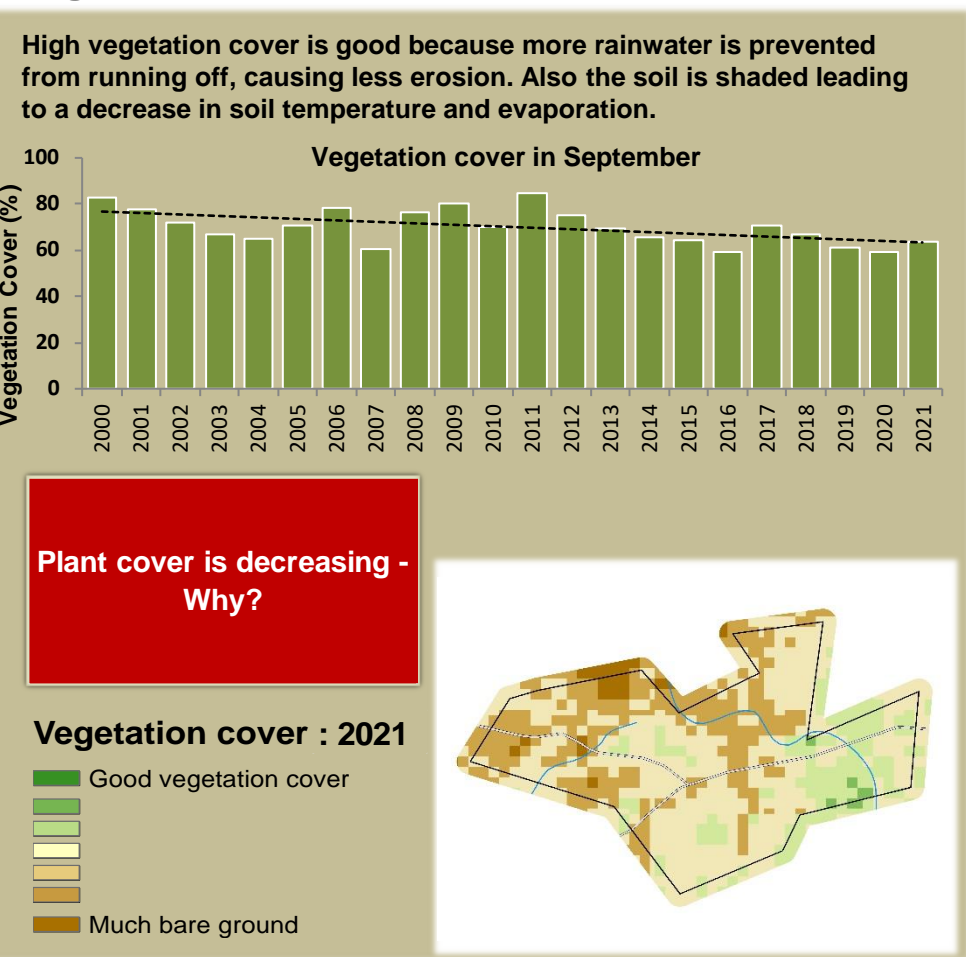 High vegetation cover is good because more rainwater is prevented
from running off, causing less erosion. Also the soil is shaded leading
to a decrease in soil temperature and evaporation.
Vegetation cover in September
Vegetation Cover (%)
100
80
60
40
20
0
2000
2001
2002
2003
2004
2005
2006
2007
2008
2009
2010
2011
2012
2013
2014
2015
2016
2017
2018
2019
2020
2021
Plant cover is decreasing -
Why?
Vegetation cover : 2021
Good vegetation cover
Much bare ground